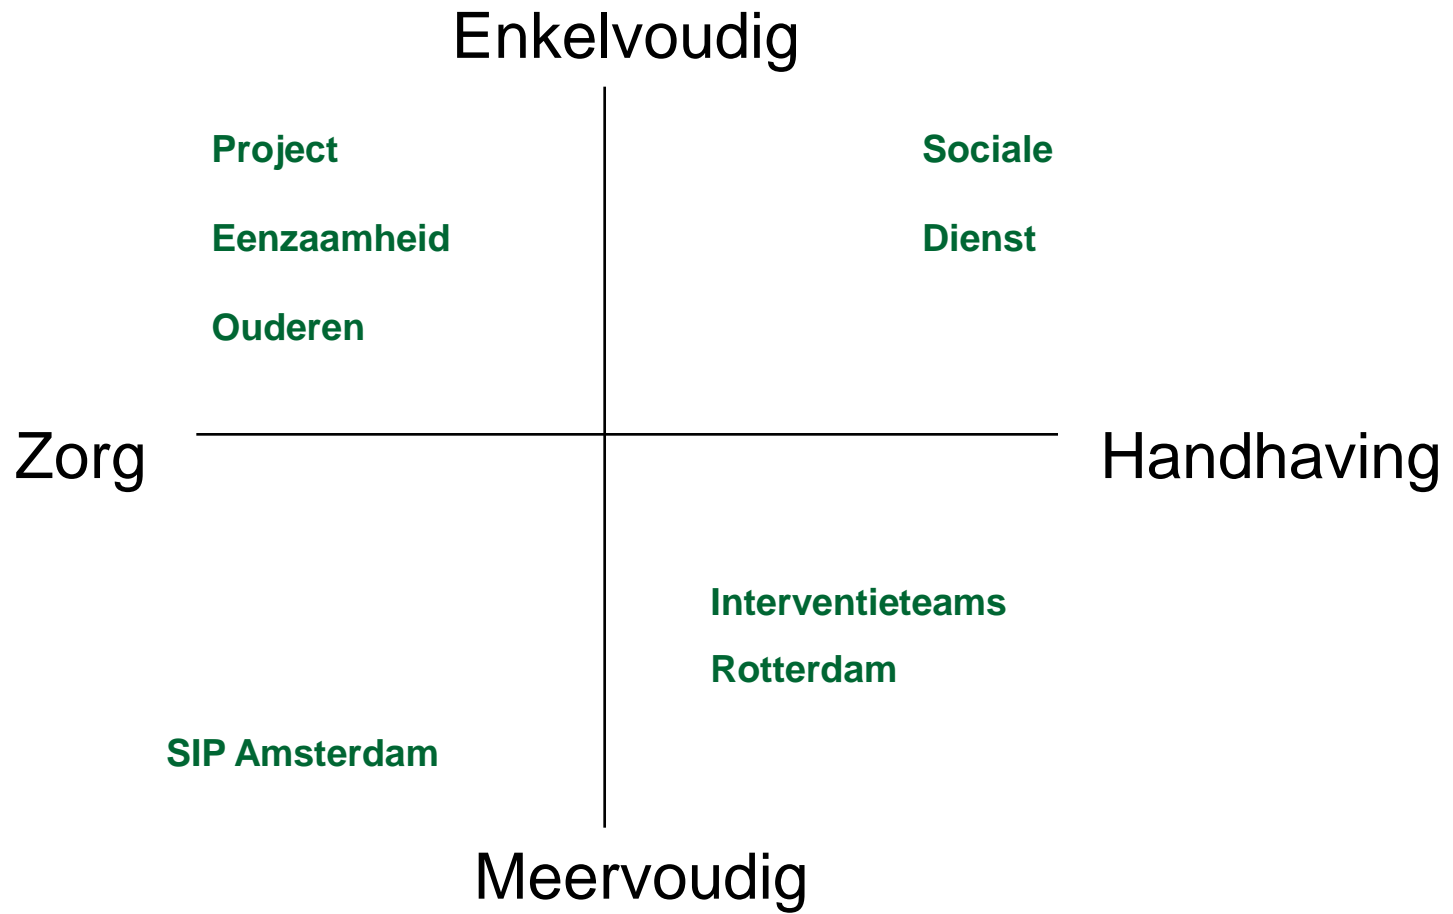 Enkelvoudig
Project
Eenzaamheid
Ouderen
Sociale
Dienst
Zorg
Handhaving
Interventieteams
Rotterdam
SIP Amsterdam
Meervoudig